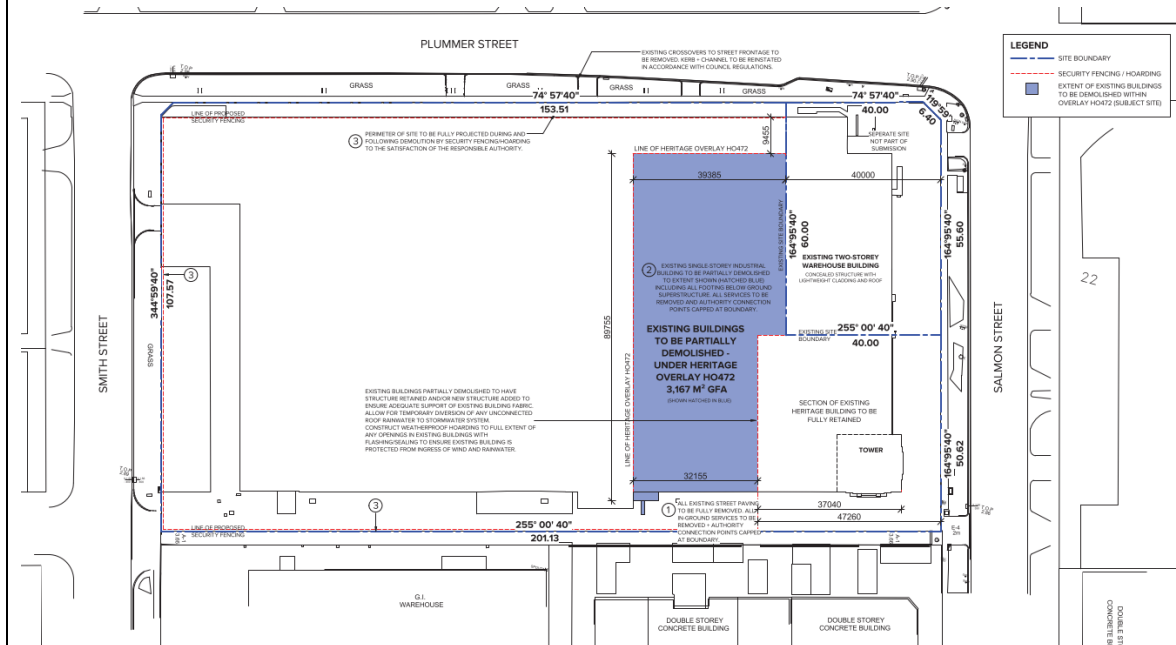 PLUMMER STREET
EXISTING CROSSOVERS TO STREET FRONTAGE TO
BE REMOVED. KERB + CHANNEL TO BE REINSTATED
IN ACCORDANCE WITH COUNCIL REGULATIONS.
LEGEND
SITE BOUNDARY
SECURITY FENCING / HOARDING
EXTENT OF EXISTING BUILDINGS
TO BE DEMOLISHED WITHIN
OVERLAY HO472 (SUBJECT SITE)
GRASS
GRASS
GRASS
GRASS
74° 57'40"
153.51
74° 57'40"
40.00
6.40
LINE OF PROPOSED
SECURITY FENCING
3
PERIMETER OF SITE TO BE FULLY PROJECTED DURING AND
FOLLOWING DEMOLITION BY SECURITY FENCING/HOARDING
TO THE SATISFACTION OF THE RESPONSIBLE AUTHORITY.
9455
SEPERATE SITE
NOT PART OF
SUBMISSION
LINE OF HERITAGE OVERLAY HO472
39385
40000
EXISTING SITE BOUNDARY
164°95'40"
60.00
164°95'40"
55.60
EXISTING TWO-STOREY
WAREHOUSE BUILDING
CONCEALED STRUCTURE WITH
LIGHTWEIGHT CLADDING AND ROOF
2
EXISTING SINGLE-STOREY INDUSTRIAL
BUILDING TO BE PARTIALLY DEMOLISHED
TO EXTENT SHOWN (HATCHED BLUE)
INCLUDING ALL FOOTING BELOW GROUND
SUPERSTRUCTURE. ALL SERVICES TO BE
REMOVED AND AUTHORITY CONNECTION
POINTS CAPPED AT BOUNDARY.
3
344°59'40"
107.57
22
SMITH STREET
GRASS
89755
EXISTING BUILDINGS
TO BE PARTIALLY
DEMOLISHED -
UNDER HERITAGE
OVERLAY HO472
3,167 M² GFA
(SHOWN HATCHED IN BLUE)
EXISTING SITE
BOUNDARY
255° 00' 40"
40.00
SALMON STREET
LINE OF HERITAGE OVERLAY HO472
EXISTING BUILDINGS PARTIALLY DEMOLISHED TO HAVE
STRUCTURE RETAINED AND/OR NEW STRUCTURE ADDED TO
ENSURE ADEQUATE SUPPORT OF EXISTING BUILDING FABRIC.
ALLOW FOR TEMPORARY DIVERSION OF ANY UNCONNECTED
ROOF RAINWATER TO STORMWATER SYSTEM.
CONSTRUCT WEATHERPROOF HOARDING TO FULL EXTENT OF
ANY OPENINGS IN EXISTING BUILDINGS WITH
FLASHING/SEALING TO ENSURE EXISTING BUILDING IS
PROTECTED FROM INGRESS OF WIND AND RAINWATER.
SECTION OF EXISTING
HERITAGE BUILDING TO BE
FULLY RETAINED
TOWER
164°95'40"
50.62
32155
37040
47260
1
ALL EXISTING STREET PAVING
TO BE FULLY REMOVED. ALL
IN-GROUND SERVICES TO BE
REMOVED + AUTHORITY
CONNECTION POINTS CAPPED
AT BOUNDARY.
3
LINE OF PROPOSED
SECURITY FENCING
255° 00' 40"
201.13
G.I.
WAREHOUSE
DOUBLE STOREY
CONCRETE BUILDING
DOUBLE STOREY
CONCRETE BUILDING